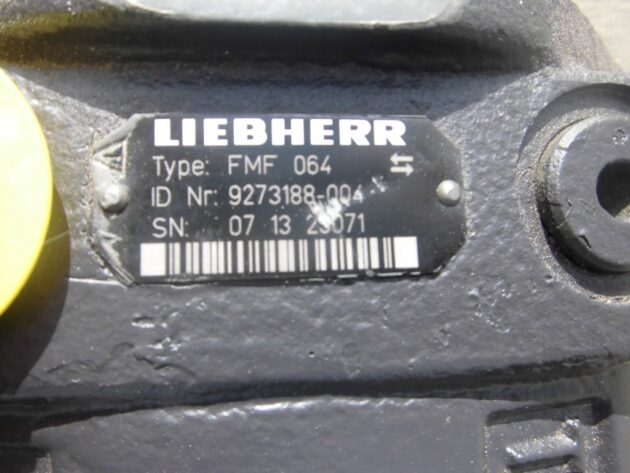 LIEBHERR
Type: FMF 064 ⇆
ID Nr: 9273188-004
SN: 07 13 23071